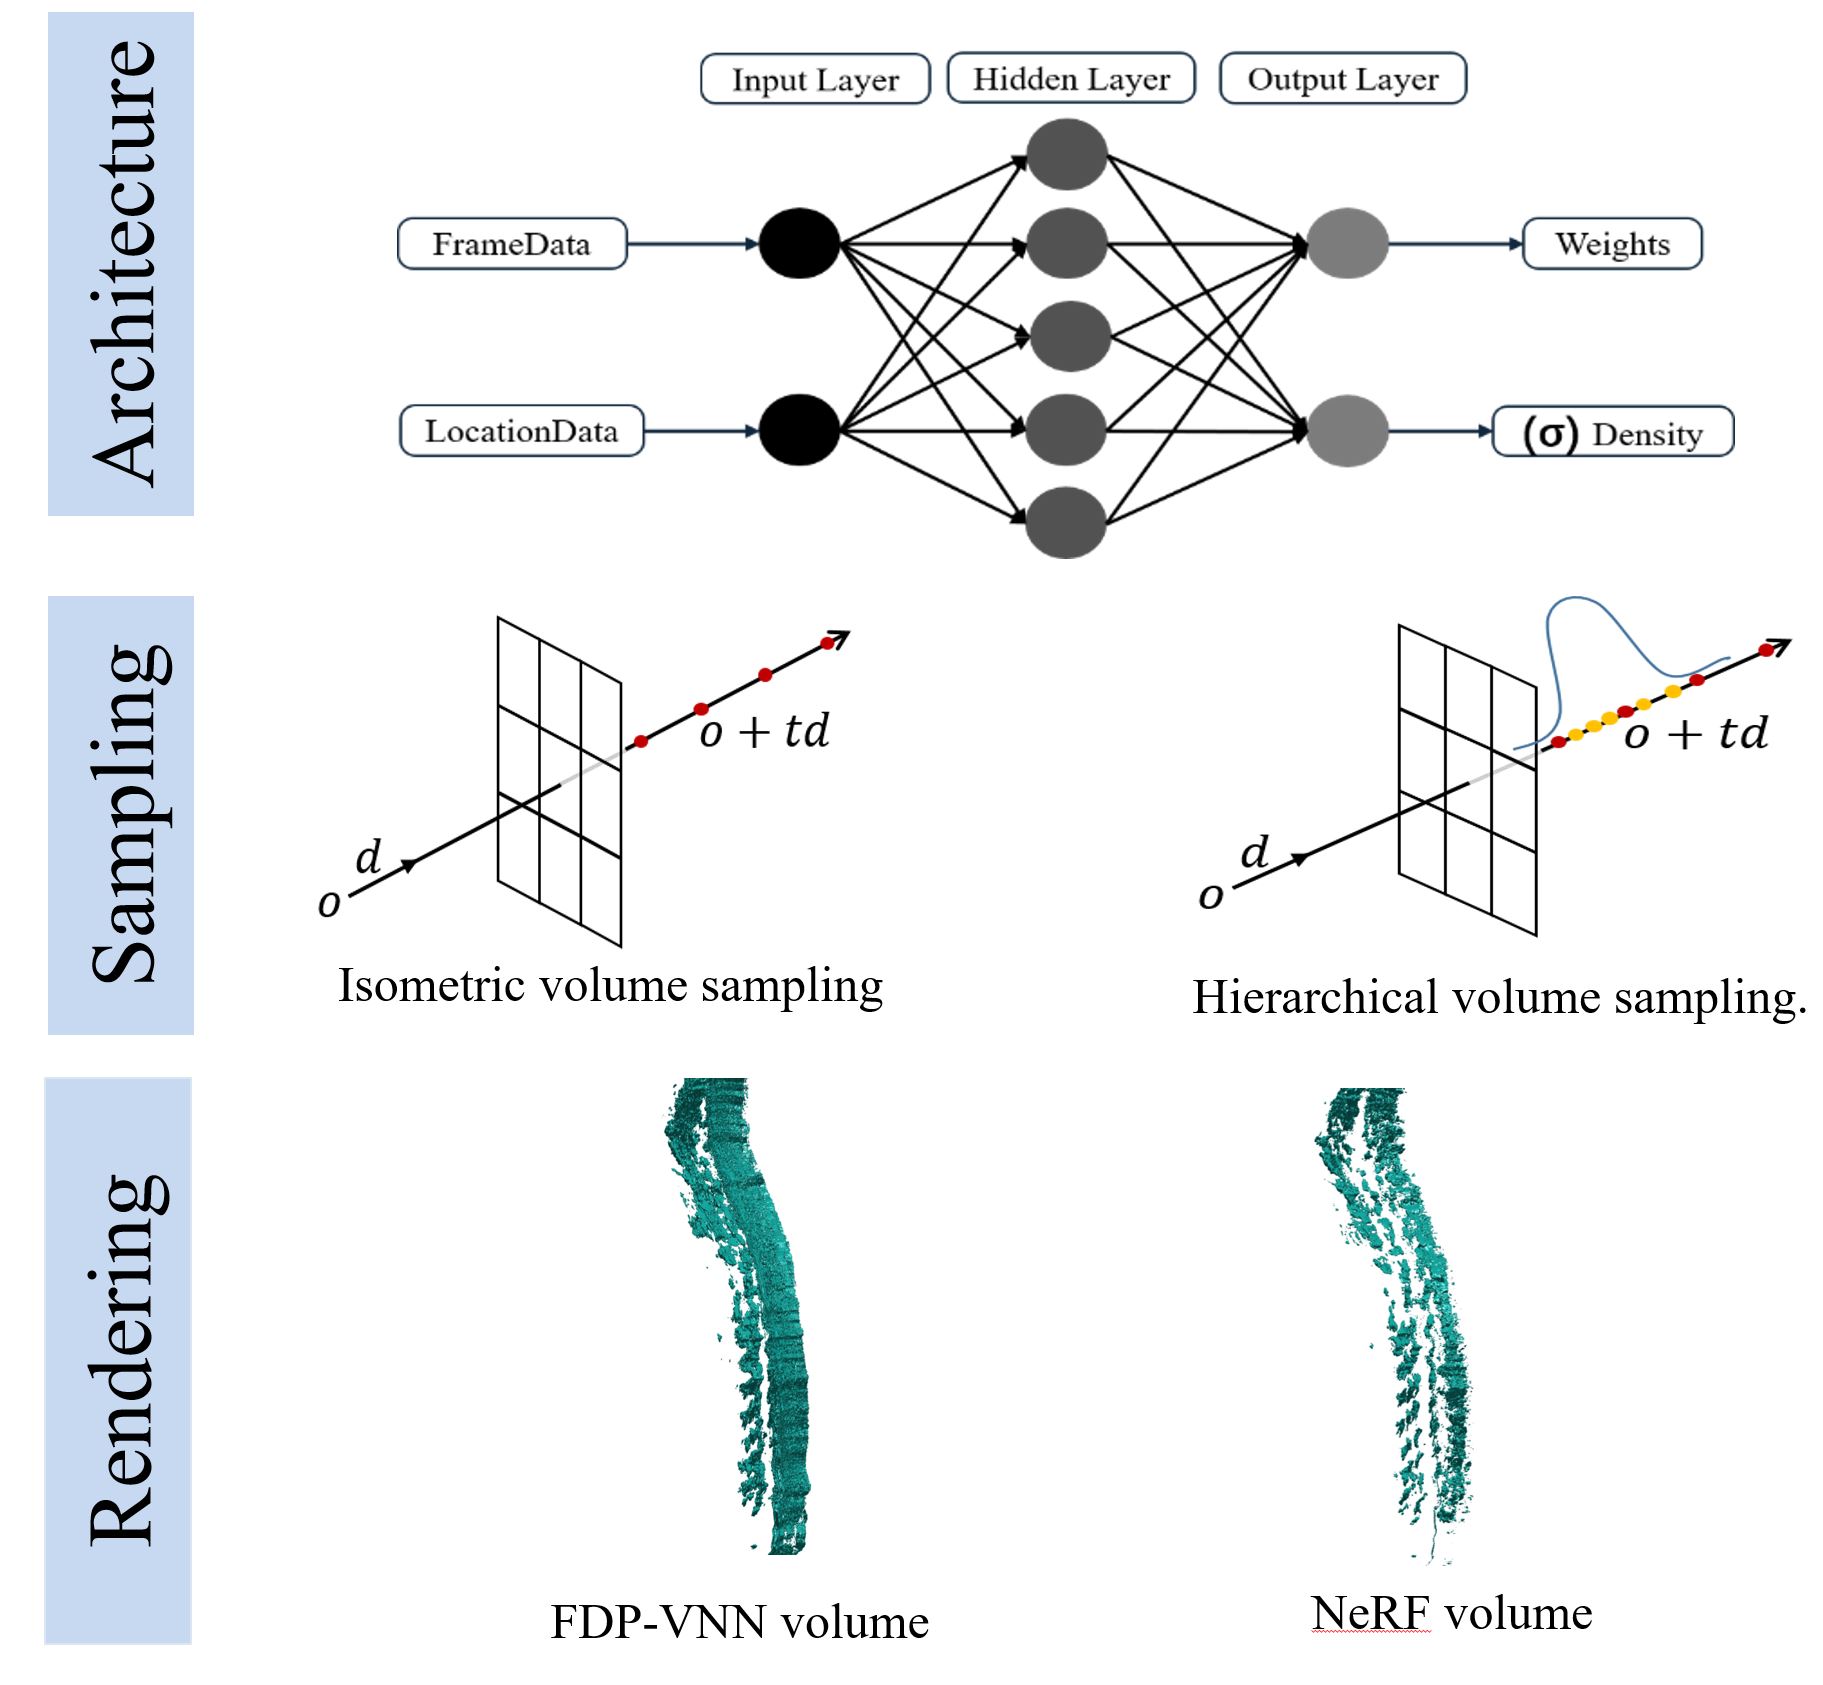 Architecture
Input Layer
Hidden Layer
Output Layer
FrameData
Weights
LocationData
(σ) Density
Sampling
o + td
d
o
Isometric volume sampling
o + td
d
o
Hierarchical volume sampling.
Rendering
FDP-VNN volume
NeRF volume